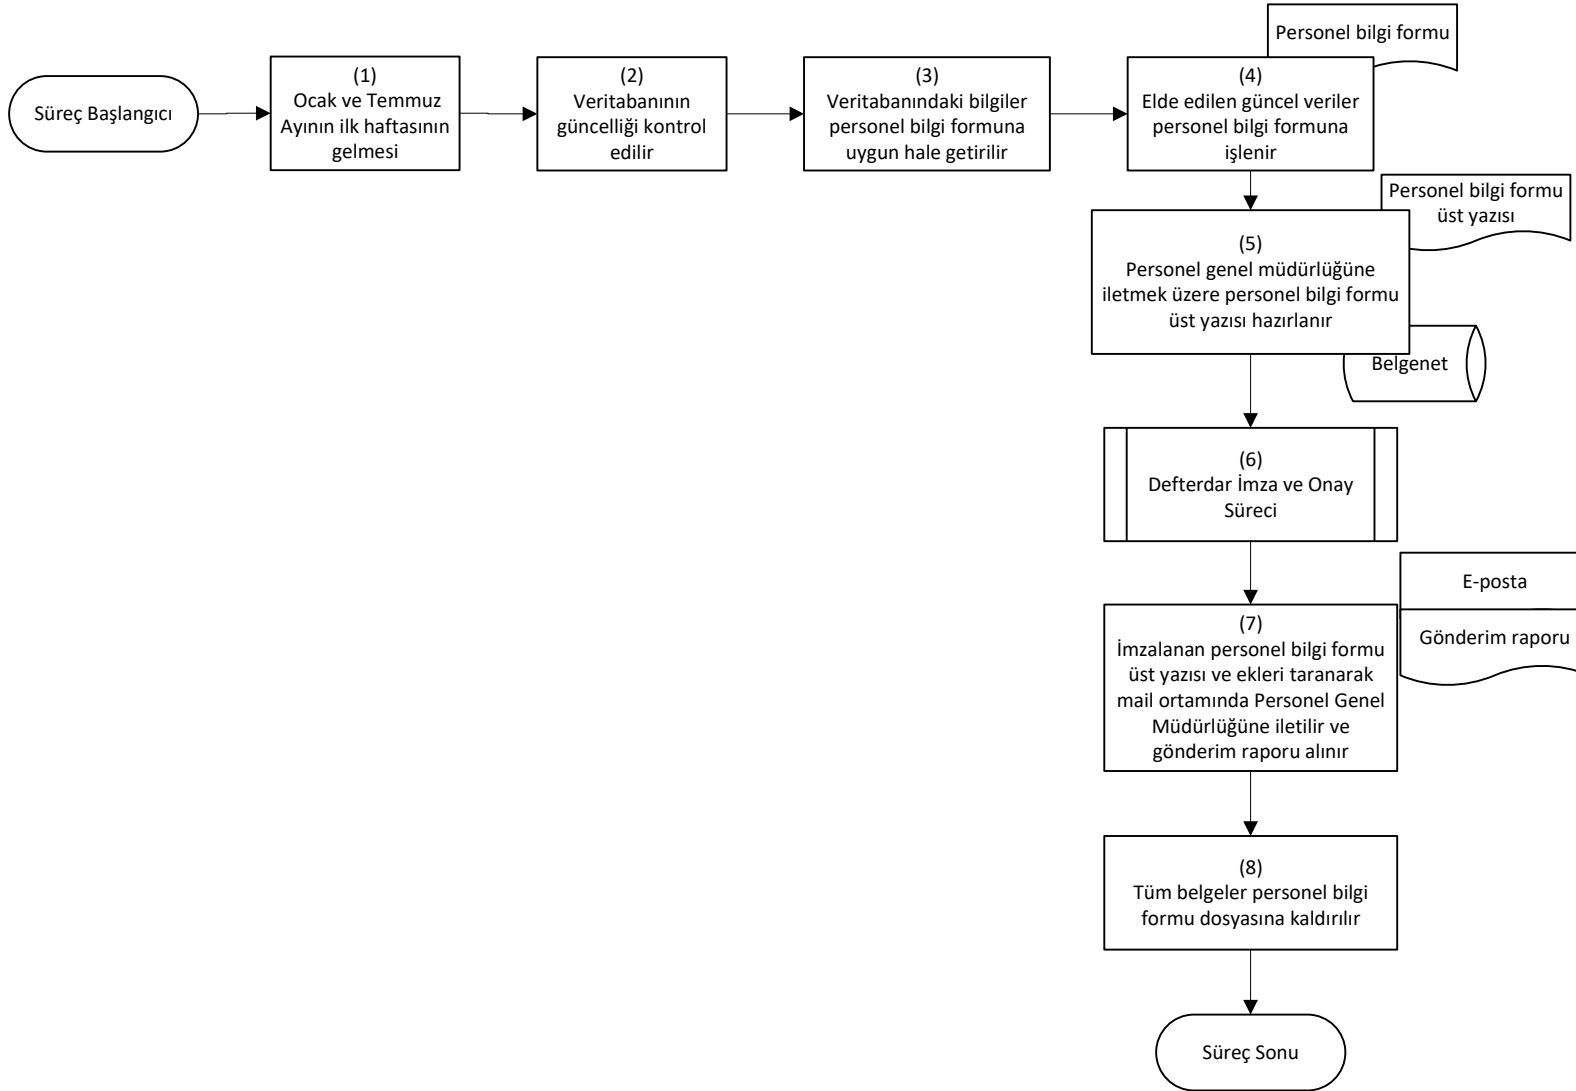 Süreç Başlangıcı
(1)
Ocak ve Temmuz
Ayının ilk haftasının
gelmesi
(2)
Veritabanının
güncelliği kontrol
edilir
(3)
Veritabanındaki bilgiler
personel bilgi formuna
uygun hale getirilir
Personel bilgi formu
(4)
Elde edilen güncel veriler
personel bilgi formuna
işlenir
Personel bilgi formu
üst yazısı
(5)
Personel genel müdürlüğüne
iletmek üzere personel bilgi formu
üst yazısı hazırlanır
Belgenet
(6)
Defterdar İmza ve Onay
Süreci
E-posta
Gönderim raporu
(7)
İmzalanan personel bilgi formu
üst yazısı ve ekleri taranarak
mail ortamında Personel Genel
Müdürlüğüne iletilir ve
gönderim raporu alınır
(8)
Tüm belgeler personel bilgi
formu dosyasına kaldırılır
Süreç Sonu